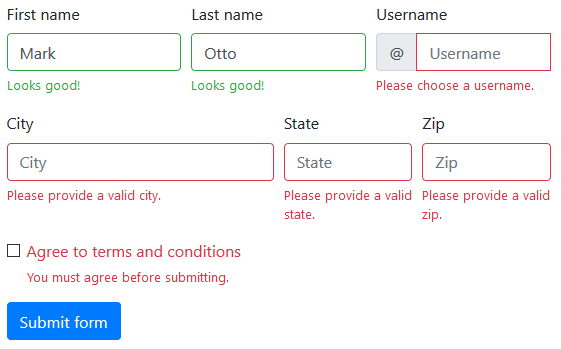 First name Last name Username
Mark Otto @ Username
Looks good! Looks good! Please choose a username.
City State Zip
City State Zip
Please provide a valid city. Please provide a valid state. Please provide a valid zip.
Agree to terms and conditions
You must agree before submitting.
Submit form